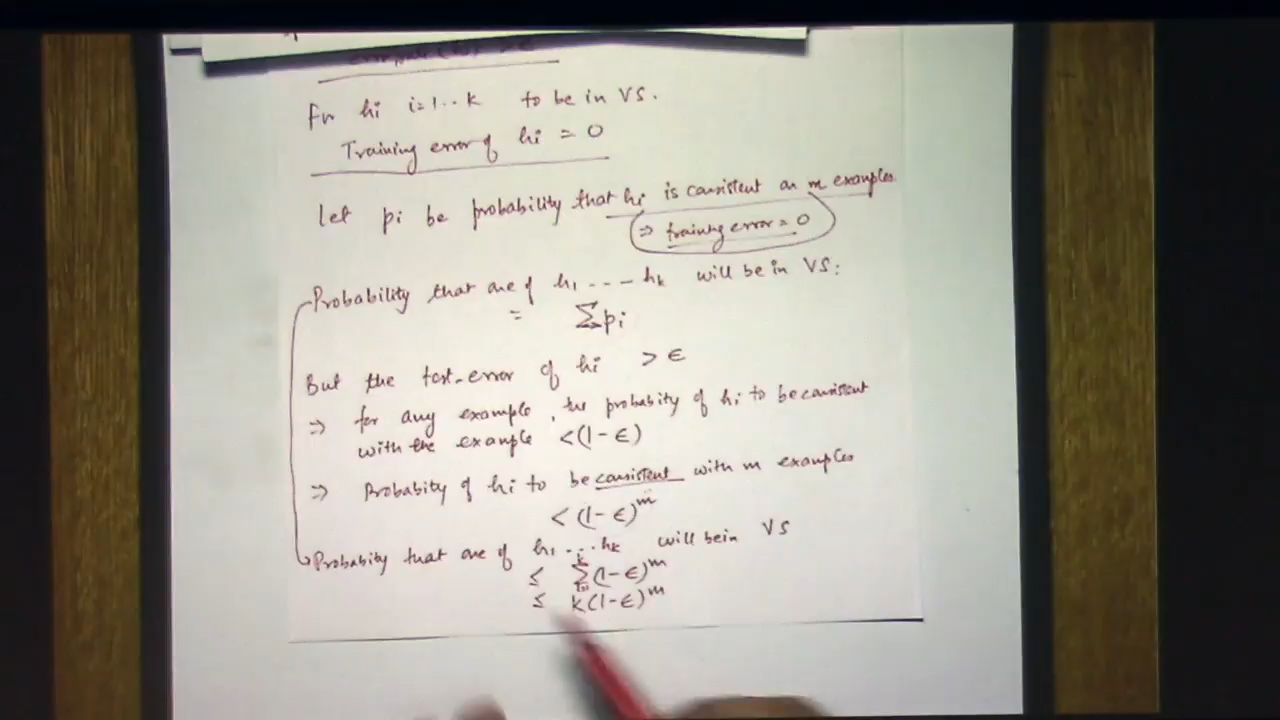 For hi i=1..k to be in VS.
Training error of hi = 0
Let pi be probability that hi is consistent on m examples
⇒ training error = 0
Probability that one of h1 ... hk will be in VS:
= Σpi
But the test-error of hi > ϵ
⇒ for any example, the probability of hi to be consistent
with the example <(1-ϵ)
⇒ Probability of hi to be consistent with m examples
< (1-ϵ)^m
Probability that one of h1...hk will be in VS
≤ Σ(1-ϵ)^m
≤ k(1-ϵ)^m